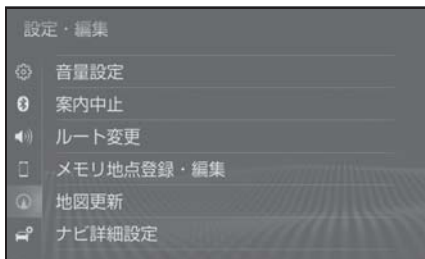 設定・編集
音量設定
案内中止
ルート変更
メモリ地点登録・編集
地図更新
ナビ詳細設定